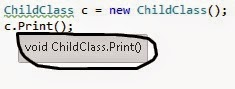 ChildClass c = new ChildClass();
c.Print();
void ChildClass.Print()